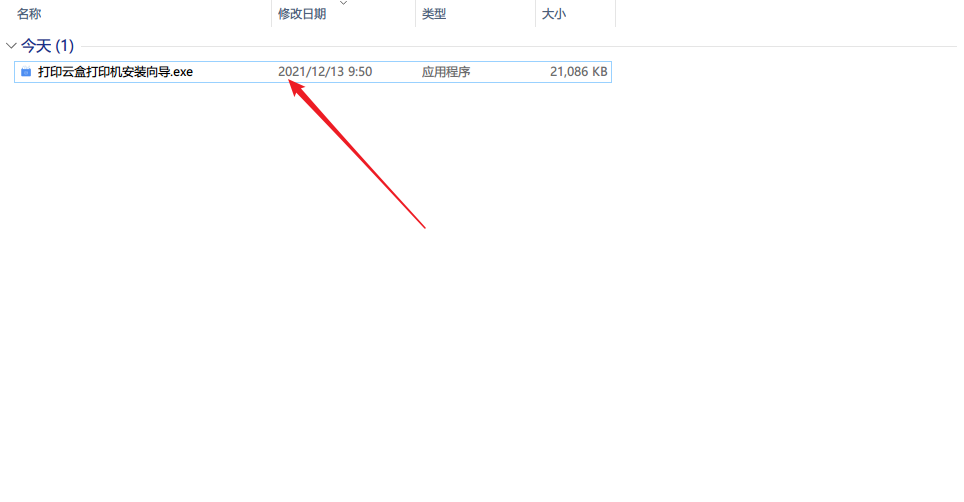 名称 修改日期 类型 大小
今天 (1)
打印云盒打印机安装向导.exe 2021/12/13 9:50 应用程序 21,086 KB